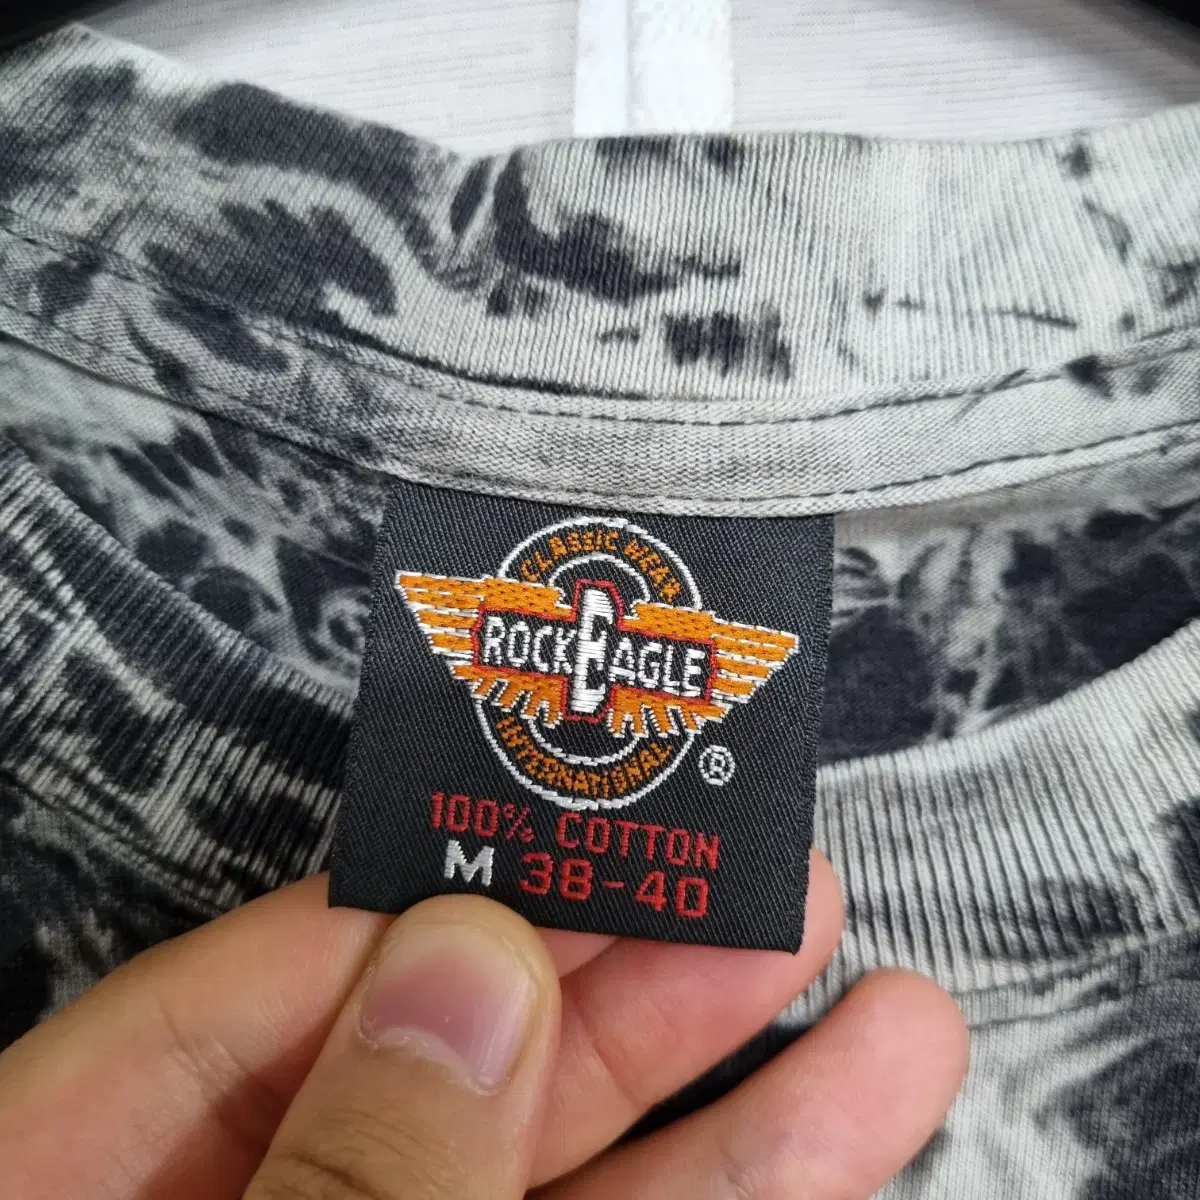 CLASSIC WEAR
ROCK EAGLE
INTERNATIONAL
®
100% COTTON
M 38-40